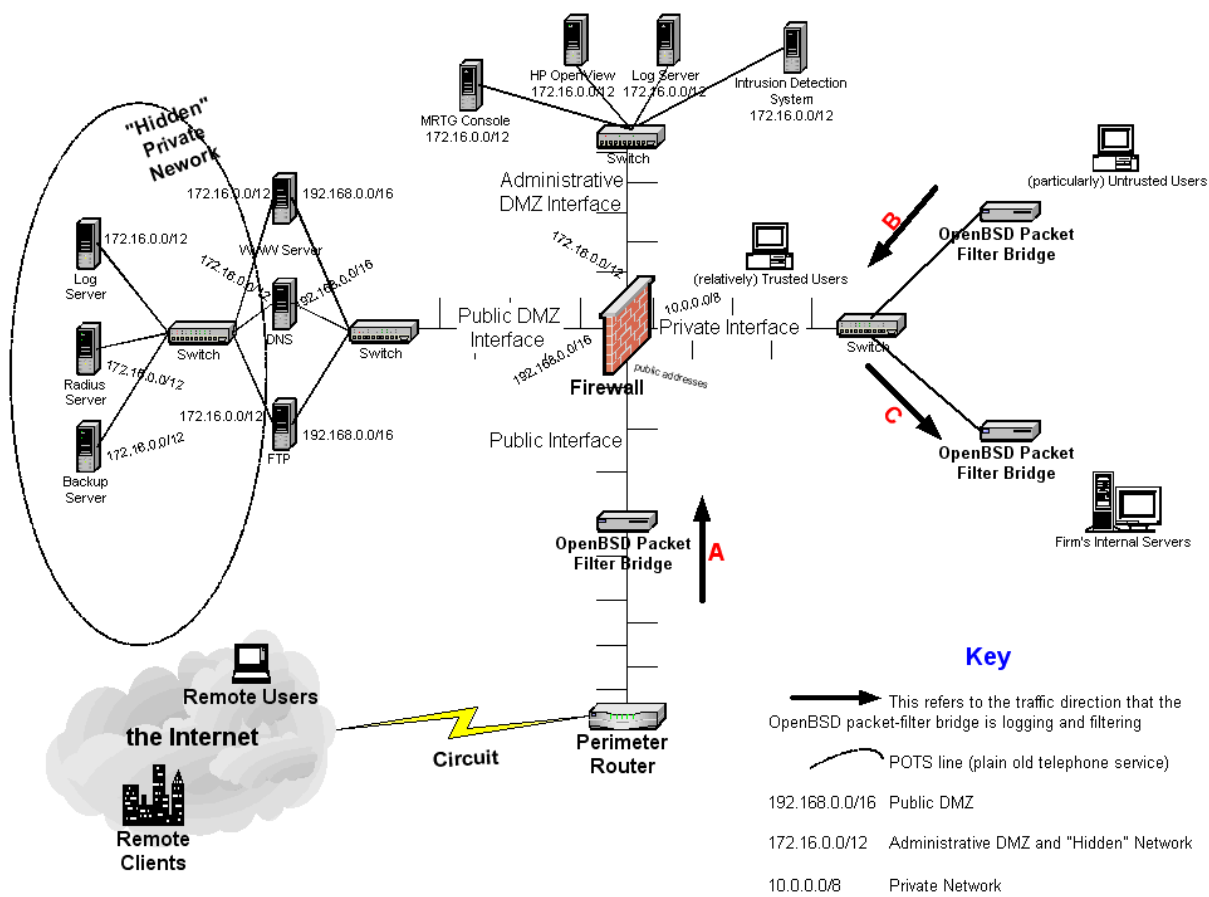 HP OpenView
172.16.0.0/12
Log Server
172.16.0.0/12
Intrusion Detection
System
172.16.0.0/12
MRTG Console
172.16.0.0/12
Switch
Administrative
DMZ Interface
172.16.0.0/12
"Hidden"
Private
Nework
172.16.0.0/12
192.168.0.0/16
WWW Server
172.16.0.0/12
Log
Server
172.16.0.0/12
192.168.0.0/16
DNS
Switch
Switch
Radius
Server
172.16.0.0/12
172.16.0.0/12
192.168.0.0/16
FTP
Backup
Server
172.16.0.0/12
Public DMZ
Interface
192.168.0.0/16
Firewall
public addresses
10.0.0.0/8
Private Interface
(relatively) Trusted Users
Switch
(particularly) Untrusted Users
B
OpenBSD Packet
Filter Bridge
C
OpenBSD Packet
Filter Bridge
Firm's Internal Servers
Public Interface
OpenBSD Packet
Filter Bridge
A
Remote Users
the Internet
Remote
Clients
Circuit
Perimeter
Router
Key
This refers to the traffic direction that the
OpenBSD packet-filter bridge is logging and filtering
POTS line (plain old telephone service)
192.168.0.0/16 Public DMZ
172.16.0.0/12 Administrative DMZ and "Hidden" Network
10.0.0.0/8 Private Network